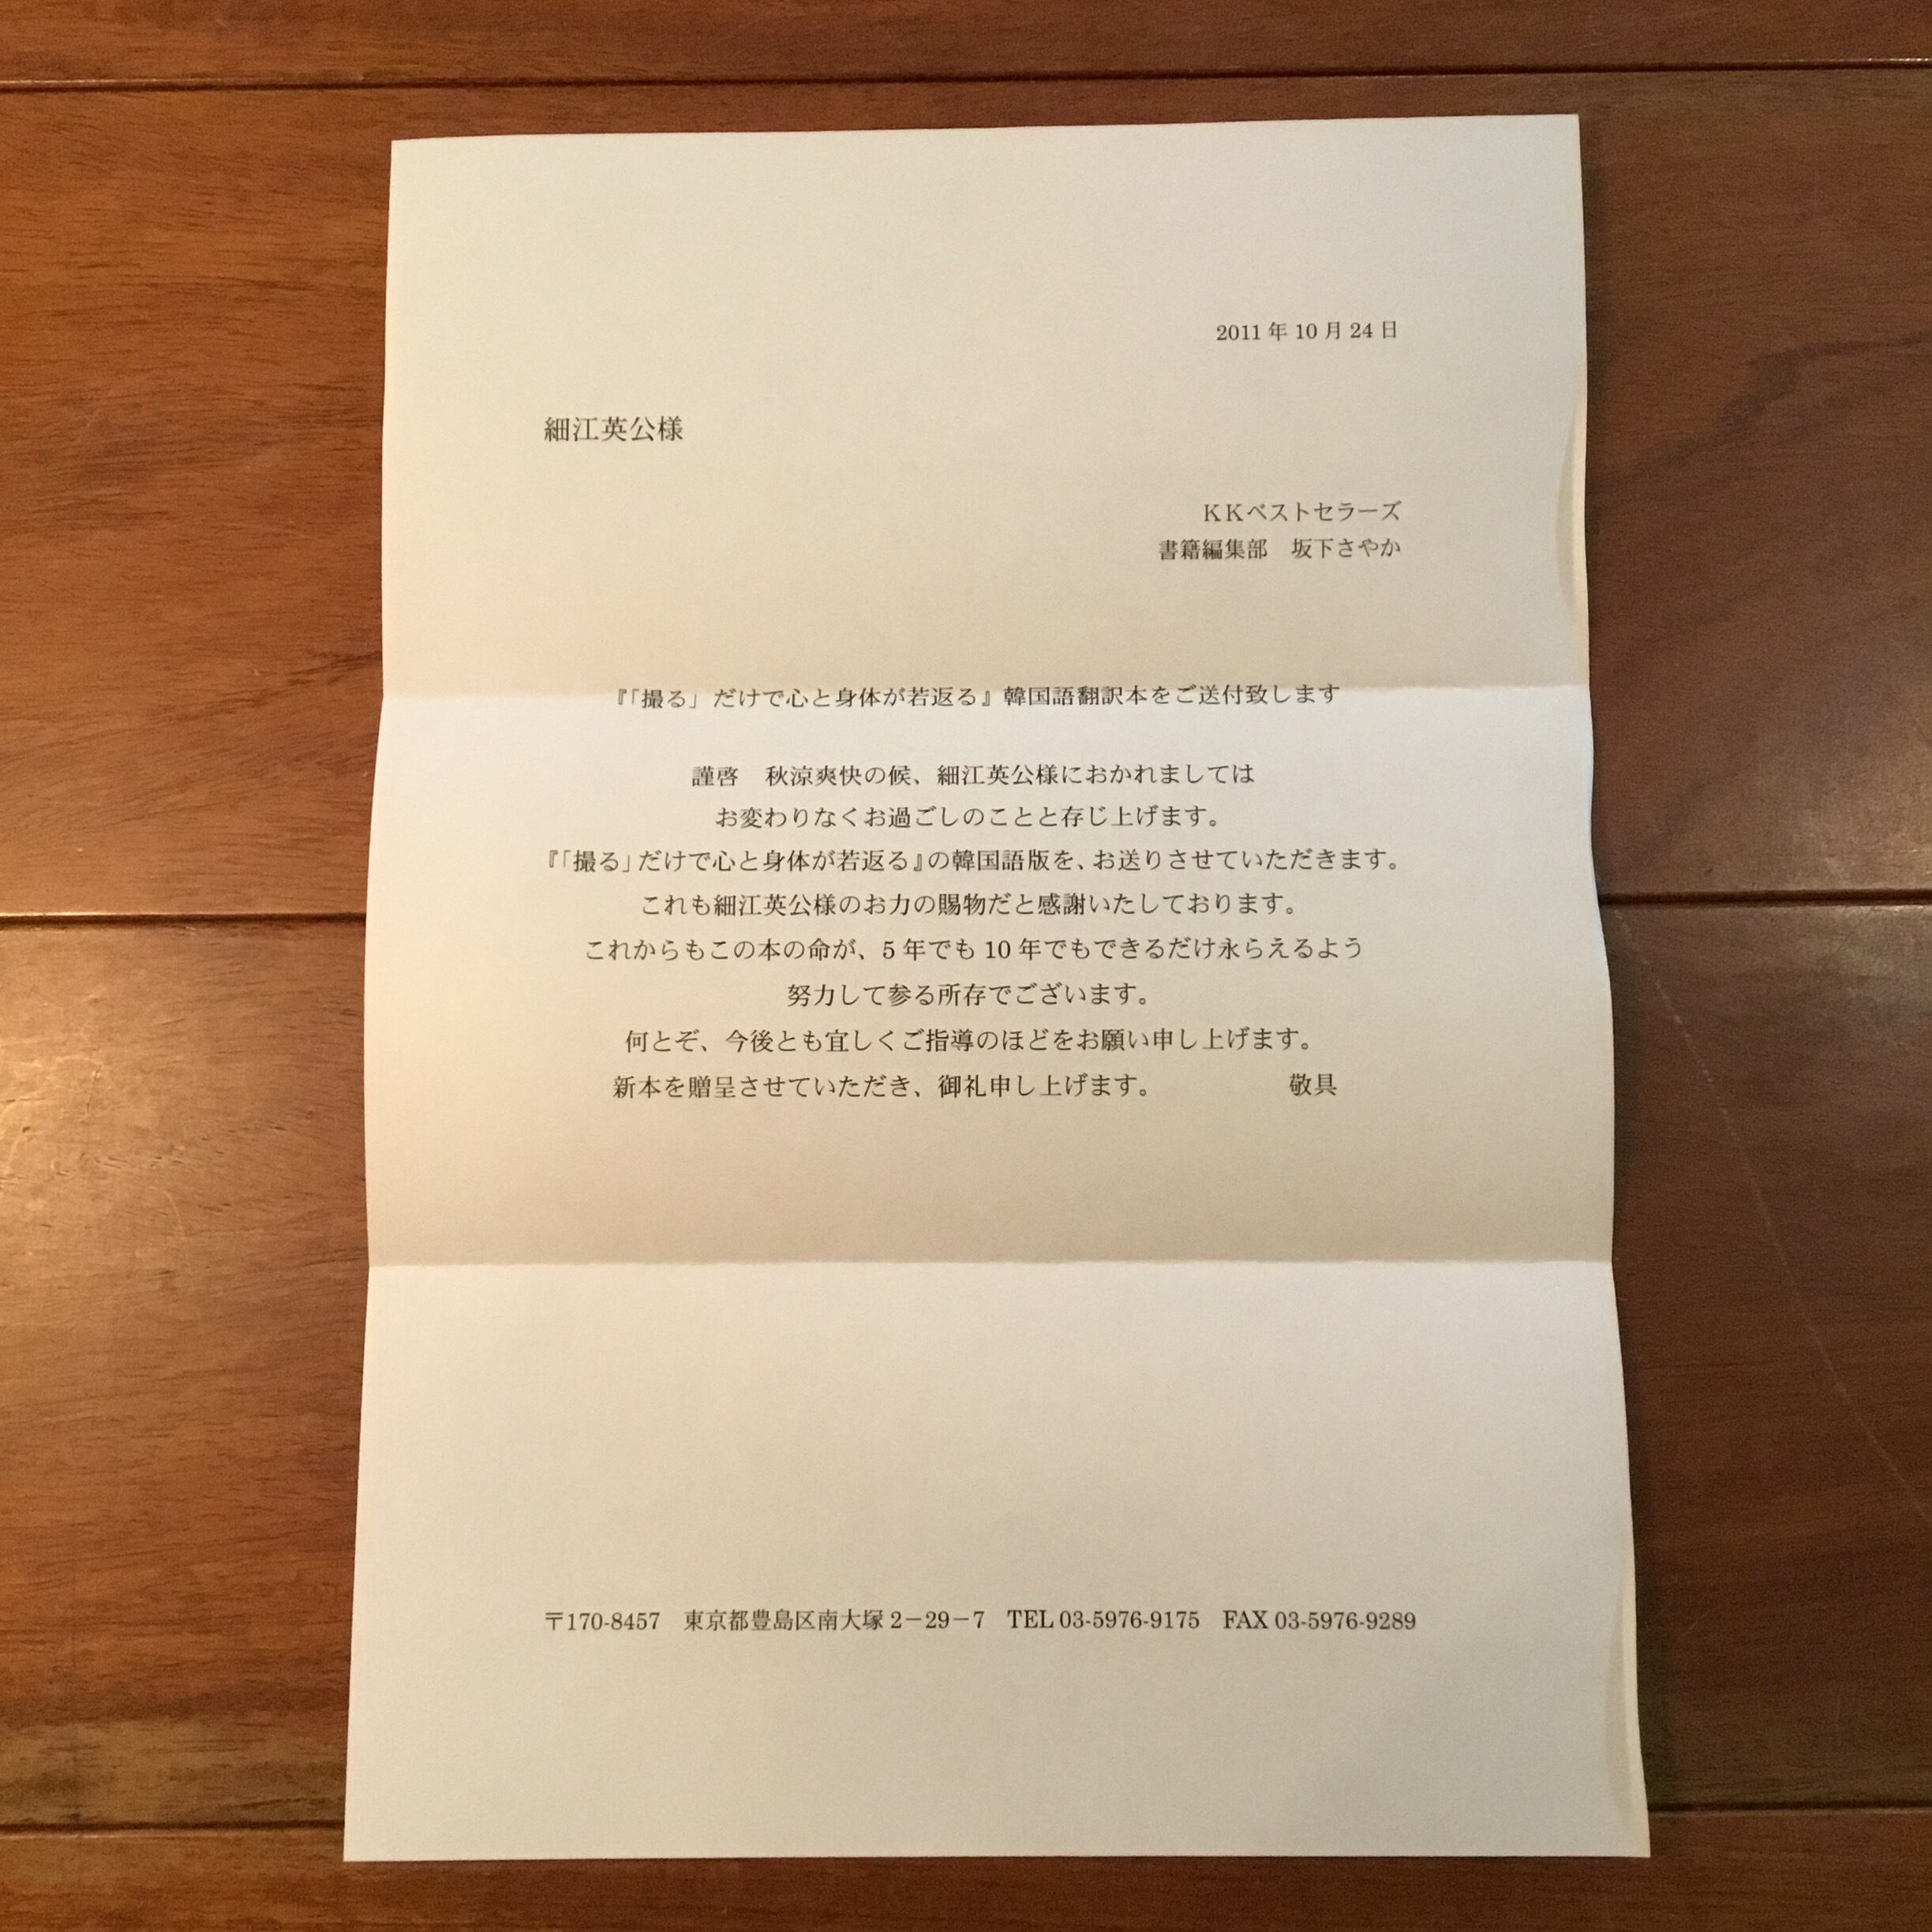 2011 年 10 月 24 日
細江英公様
ＫＫベストセラーズ
書籍編集部　坂下さやか
『「撮る」だけで心と身体が若返る』韓国語翻訳本をご送付致します
謹啓　秋涼爽快の候、細江英公様におかれましては
お変わりなくお過ごしのことと存じ上げます。
『「撮る」だけで心と身体が若返る』の韓国語版を、お送りさせていただきます。
これも細江英公様のお力の賜物だと感謝いたしております。
これからもこの本の命が、5 年でも 10 年でもできるだけ永らえるよう
努力して参る所存でございます。
何とぞ、今後とも宜しくご指導のほどをお願い申し上げます。
新本を贈呈させていただき、御礼申し上げます。　　　　　敬具
〒170-8457　東京都豊島区南大塚 2－29－7　TEL 03-5976-9175　FAX 03-5976-9289